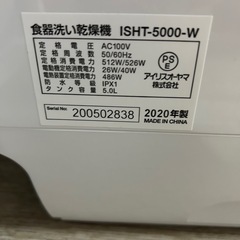 食器洗い乾燥機 ISHT-5000-W
定格電圧 AC100V
定格周波数 50/60Hz
定格消費電力 512W/526W
電動機定格消費電力 26W/40W
電熱装置定格消費電力 486W
防水等級 IPX1
タンク容量 5.0L
PSE
アイリスオーヤマ
株式会社
Serial No: 200502838
2020年製
MADE IN CHINA